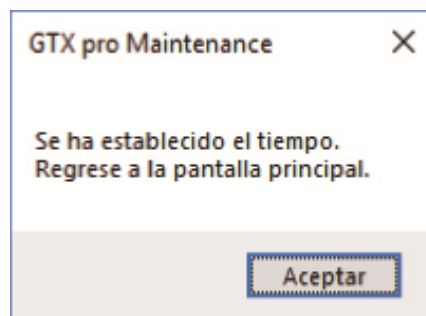 GTX pro Maintenance
Se ha establecido el tiempo.
Regrese a la pantalla principal.
Aceptar